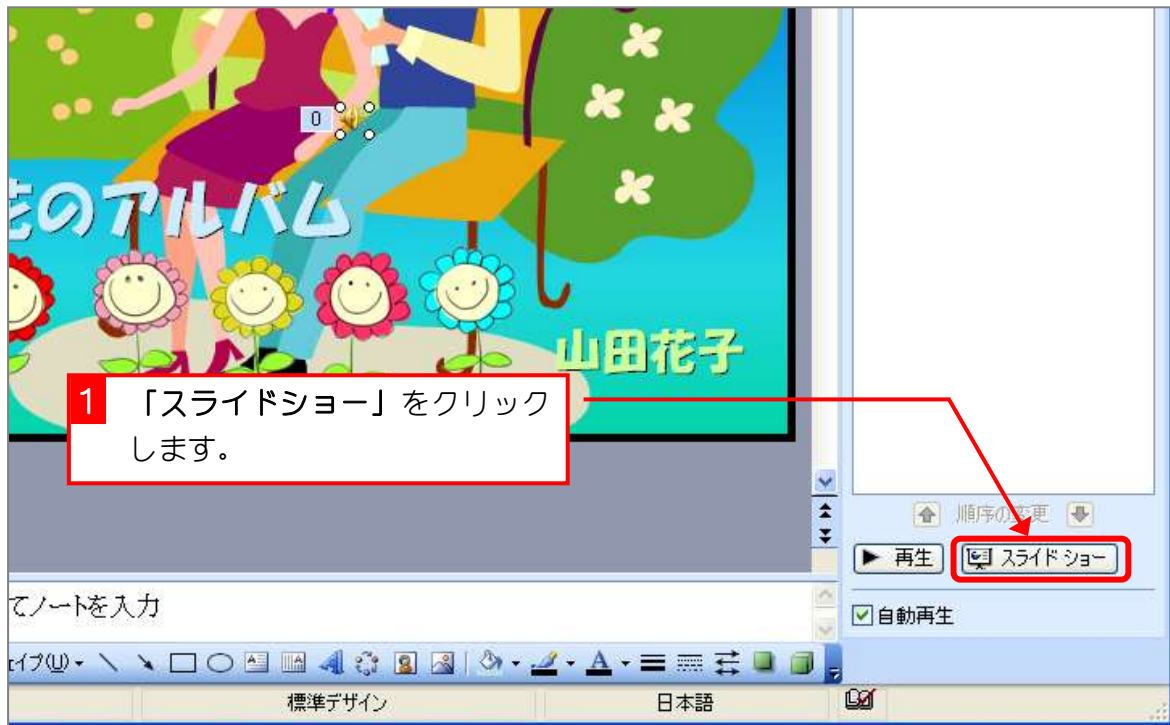 0
花のアルバム
山田花子
1 「スライドショー」をクリック
します。
順序の変更
再生 スライド ショー
自動再生
てノートを入力
ェイプ(U)
A
標準デザイン 日本語